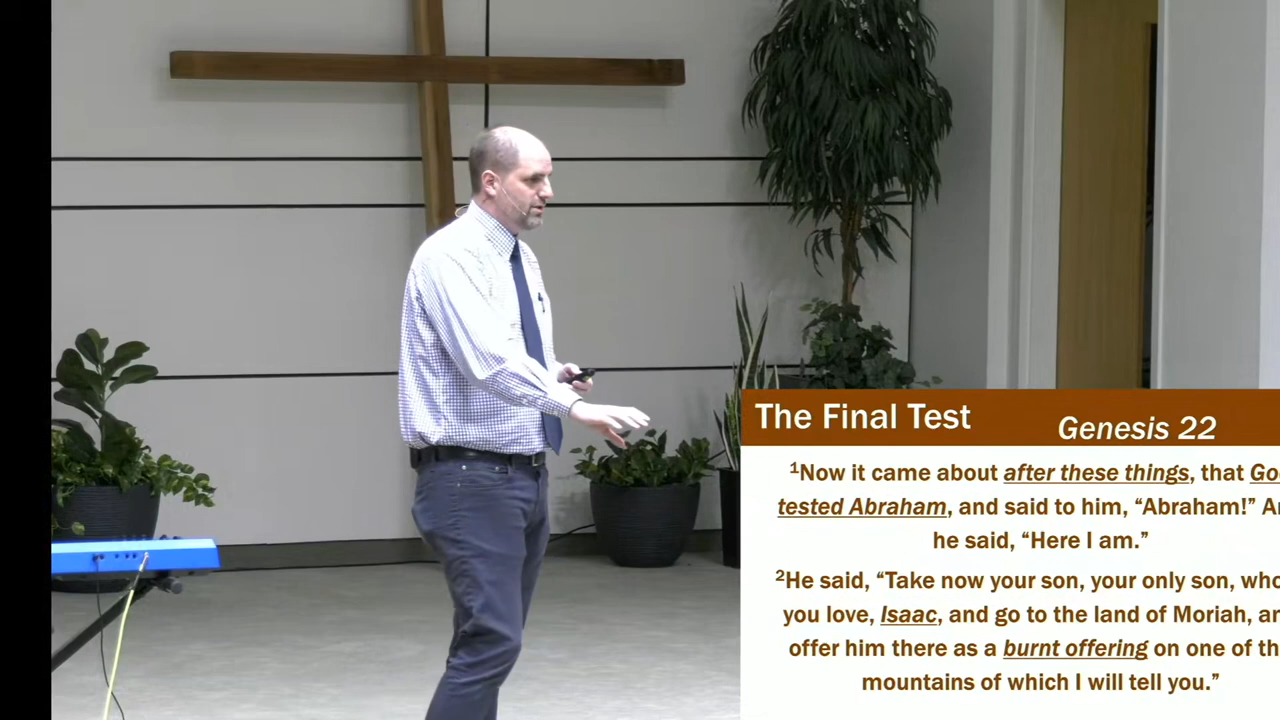 The Final Test
Genesis 22
¹Now it came about after these things, that
tested Abraham, and said to him, “Abraham!”
he said, “Here I am.”
²He said, “Take now your son, your only son,
you love, Isaac, and go to the land of Moriah,
offer him there as a burnt offering on one of
mountains of which I will tell you.”